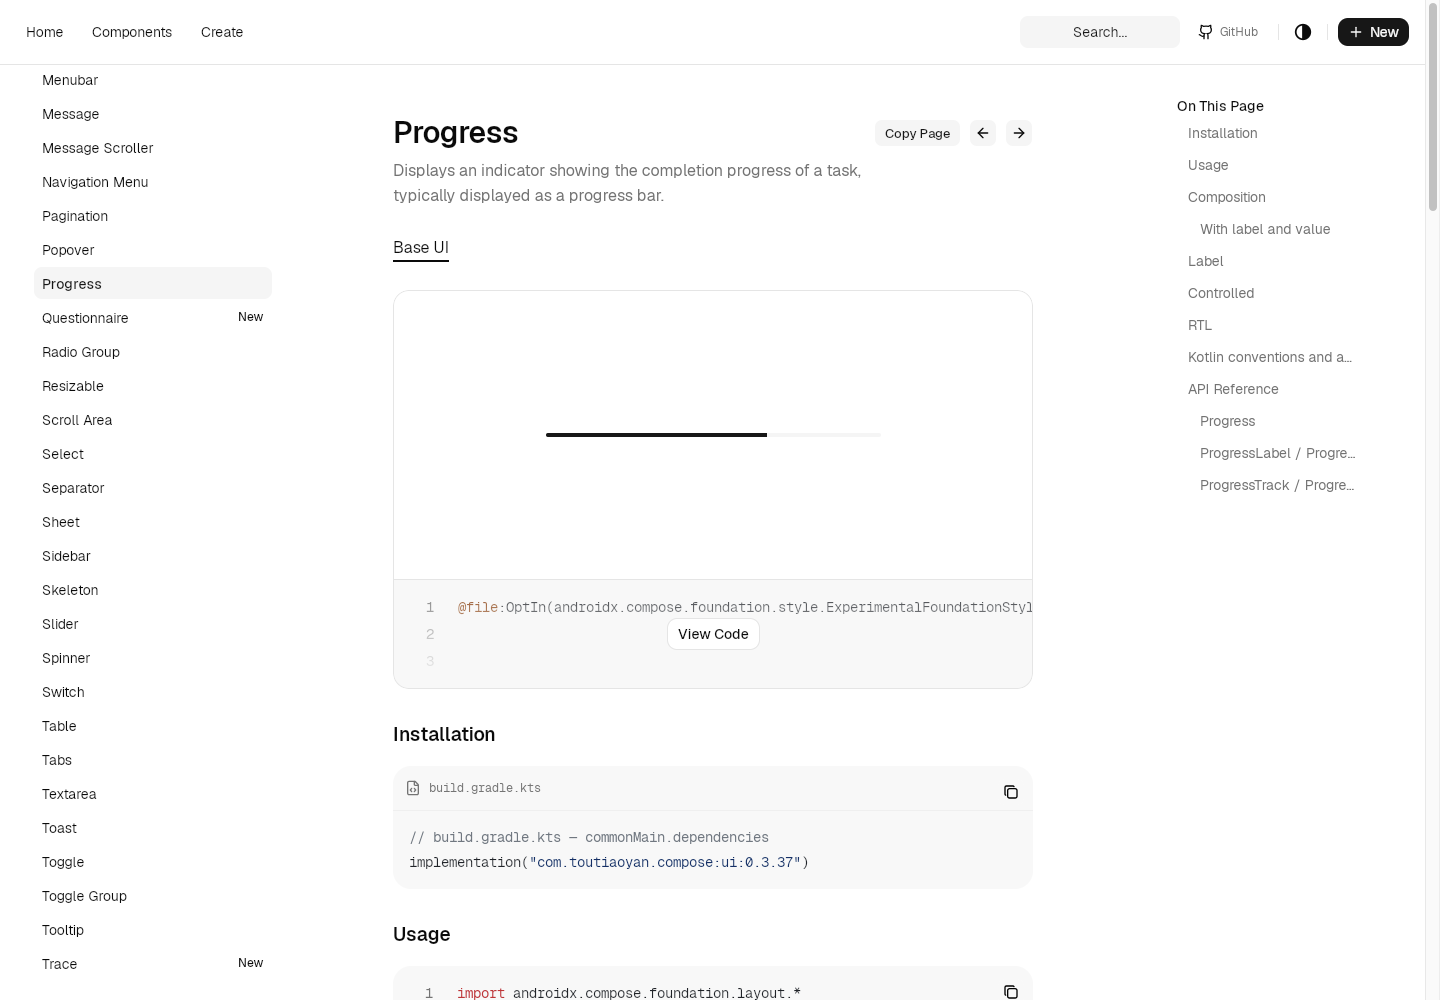 Home
Components
Create
Search...
GitHub
New
Menubar
Message
Message Scroller
Navigation Menu
Pagination
Popover
Progress
Questionnaire New
Radio Group
Resizable
Scroll Area
Select
Separator
Sheet
Sidebar
Skeleton
Slider
Spinner
Switch
Table
Tabs
Textarea
Toast
Toggle
Toggle Group
Tooltip
Trace New
Progress
Copy Page
Displays an indicator showing the completion progress of a task,
typically displayed as a progress bar.
Base UI
1 @file:OptIn(androidx.compose.foundation.style.ExperimentalFoundationStyl
2
View Code
3
Installation
build.gradle.kts
// build.gradle.kts — commonMain.dependencies
implementation("com.toutiaoyan.compose:ui:0.3.37")
Usage
1 import androidx.compose.foundation.layout.*
On This Page
Installation
Usage
Composition
With label and value
Label
Controlled
RTL
Kotlin conventions and a…
API Reference
Progress
ProgressLabel / Progre…
ProgressTrack / Progre…